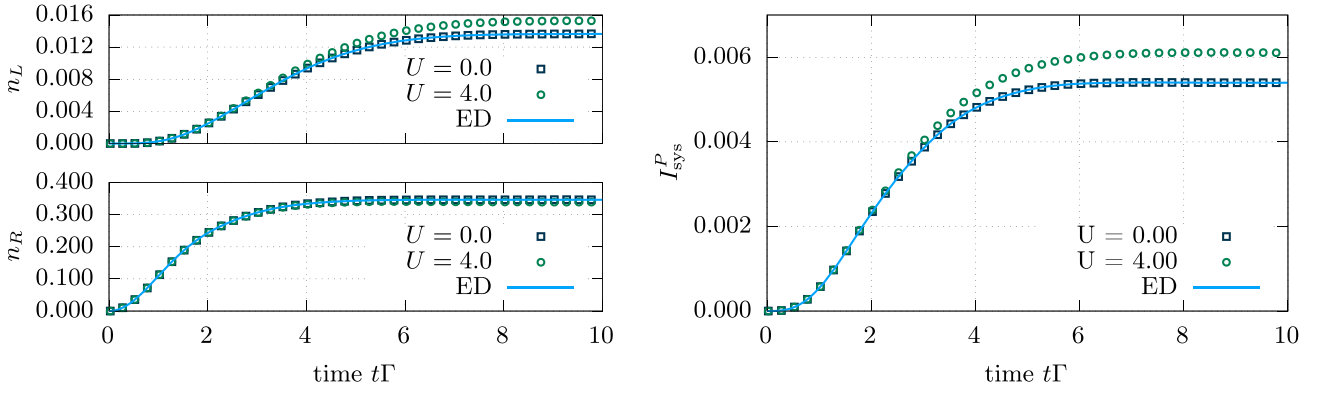 0.016
0.012
0.008
0.004
0.000
n_L
U = 0.0
U = 4.0
ED
0.400
0.300
0.200
0.100
0.000
n_R
U = 0.0
U = 4.0
ED
0 2 4 6 8 10
time tΓ
0.006
0.004
0.002
0.000
I^P_sys
U = 0.00
U = 4.00
ED
0 2 4 6 8 10
time tΓ